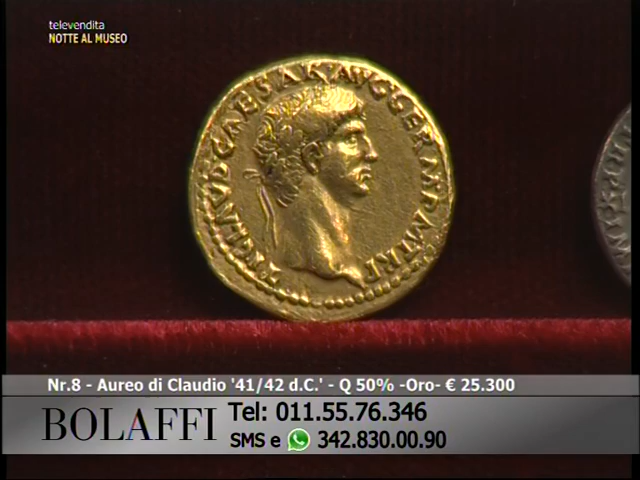 televendita
NOTTE AL MUSEO
TI CLAVD CAESAR AVG GERM P M TR P
Nr.8 - Aureo di Claudio '41/42 d.C.' - Q 50% -Oro- € 25.300
BOLAFFI
Tel: 011.55.76.346
SMS e 342.830.00.90